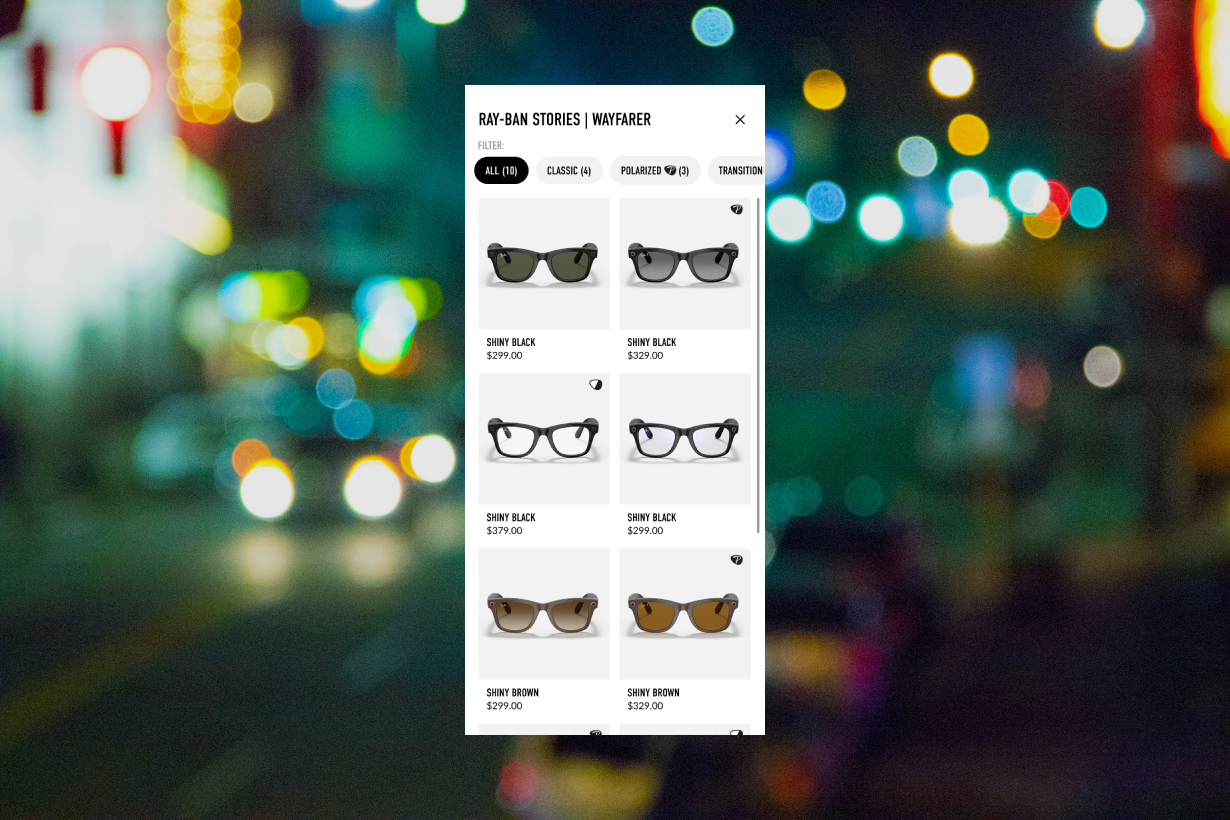 RAY-BAN STORIES | WAYFARER
FILTER:
ALL (10) CLASSIC (4) POLARIZED (3) TRANSITION
SHINY BLACK SHINY BLACK
$299.00 $329.00
SHINY BLACK SHINY BLACK
$379.00 $299.00
SHINY BROWN SHINY BROWN
$299.00 $329.00